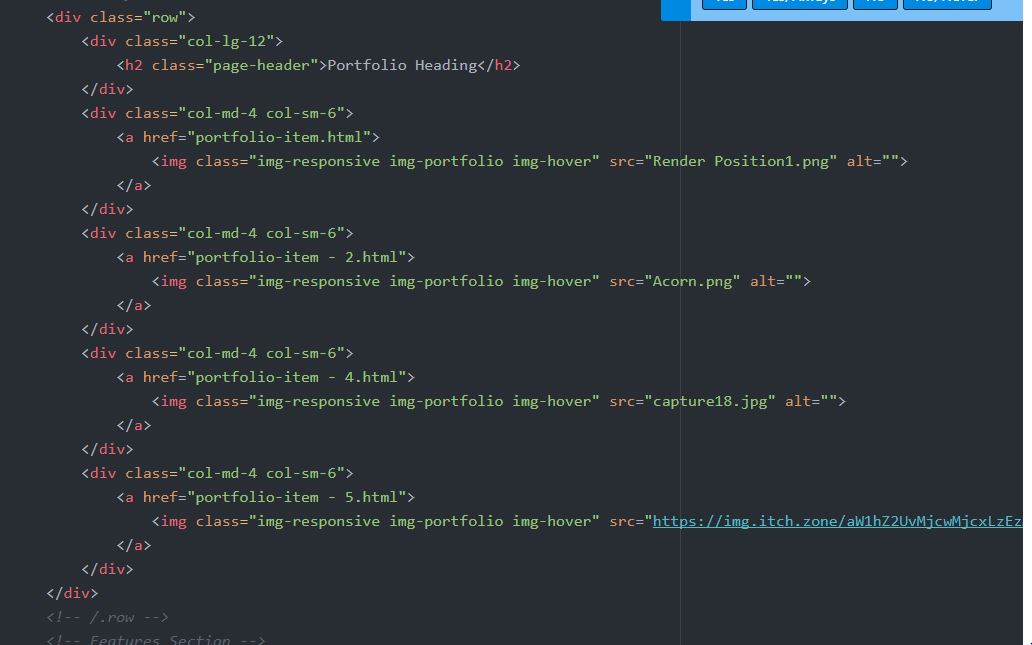 <div class="row">
<div class="col-lg-12">
<h2 class="page-header">Portfolio Heading</h2>
</div>
<div class="col-md-4 col-sm-6">
<a href="portfolio-item.html">
<img class="img-responsive img-portfolio img-hover" src="Render Position1.png" alt="">
</a>
</div>
<div class="col-md-4 col-sm-6">
<a href="portfolio-item - 2.html">
<img class="img-responsive img-portfolio img-hover" src="Acorn.png" alt="">
</a>
</div>
<div class="col-md-4 col-sm-6">
<a href="portfolio-item - 4.html">
<img class="img-responsive img-portfolio img-hover" src="capture18.jpg" alt="">
</a>
</div>
<div class="col-md-4 col-sm-6">
<a href="portfolio-item - 5.html">
<img class="img-responsive img-portfolio img-hover" src="https://img.itch.zone/aW1hZ2UvMjcwMjcxLzEz
</a>
</div>
</div>
<!-- /.row -->
<!-- Features Section -->